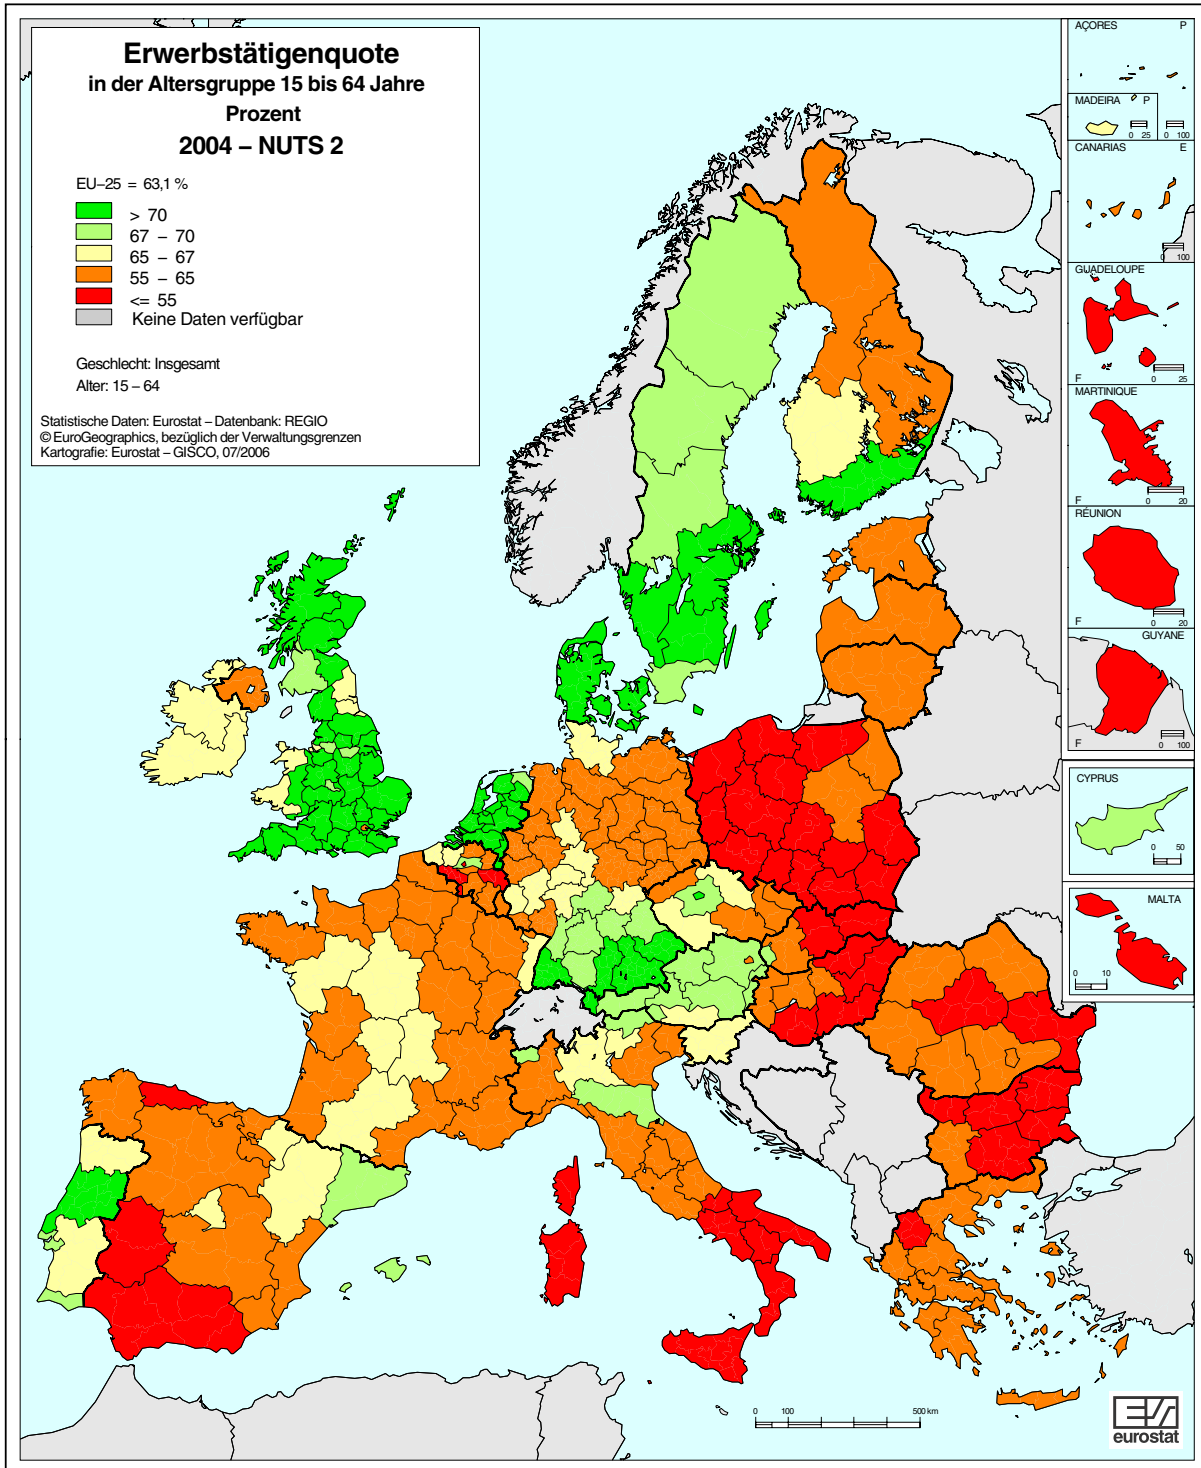 Erwerbstätigenquote
in der Altersgruppe 15 bis 64 Jahre
Prozent
2004 – NUTS 2
EU–25 = 63,1 %
> 70
67 – 70
65 – 67
55 – 65
<= 55
Keine Daten verfügbar
Geschlecht: Insgesamt
Alter: 15 – 64
Statistische Daten: Eurostat – Datenbank: REGIO
© EuroGeographics, bezüglich der Verwaltungsgrenzen
Kartografie: Eurostat – GISCO, 07/2006
AÇORES P
MADEIRA P
0 25
0 100
CANARIAS E
0 100
GUADELOUPE
F 0 25
MARTINIQUE
F 0 20
RÉUNION
F 0 20
GUYANE
F 0 100
CYPRUS
0 50
MALTA
0 10
0 100 500 km
eurostat